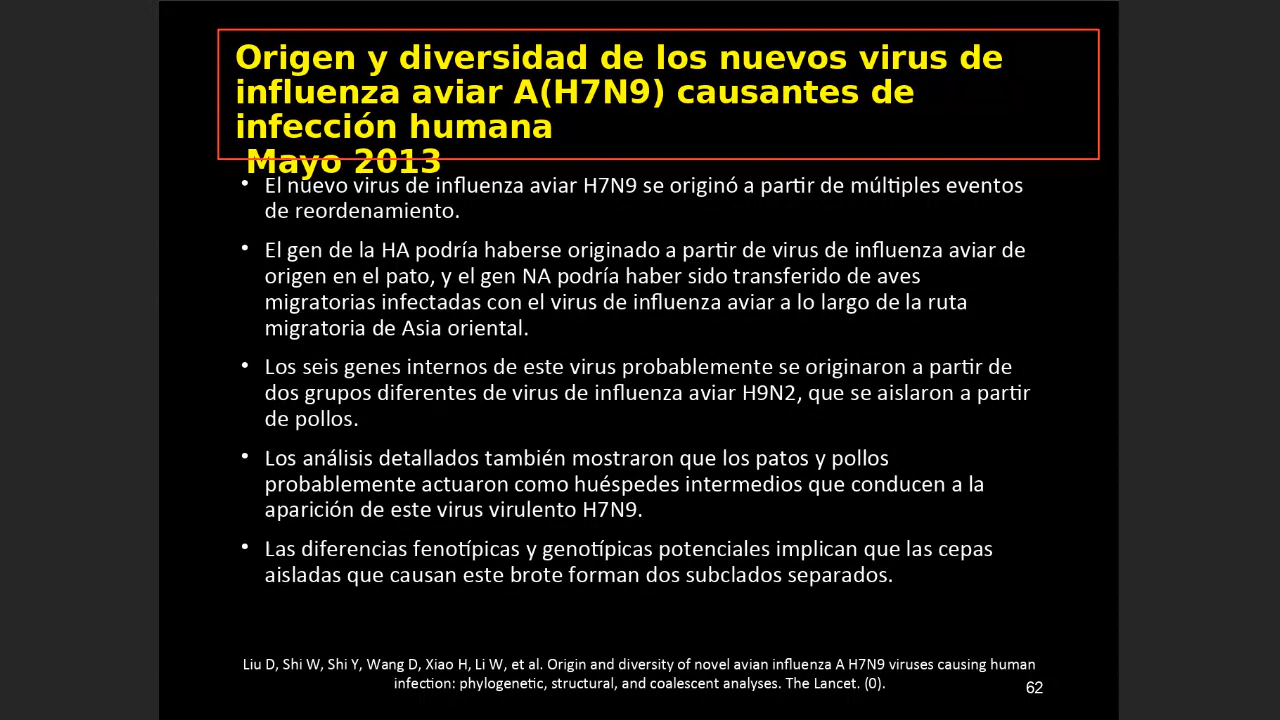 Origen y diversidad de los nuevos virus de
influenza aviar A(H7N9) causantes de
infección humana
Mayo 2013
• El nuevo virus de influenza aviar H7N9 se originó a partir de múltiples eventos
de reordenamiento.
• El gen de la HA podría haberse originado a partir de virus de influenza aviar de
origen en el pato, y el gen NA podría haber sido transferido de aves
migratorias infectadas con el virus de influenza aviar a lo largo de la ruta
migratoria de Asia oriental.
• Los seis genes internos de este virus probablemente se originaron a partir de
dos grupos diferentes de virus de influenza aviar H9N2, que se aislaron a partir
de pollos.
• Los análisis detallados también mostraron que los patos y pollos
probablemente actuaron como huéspedes intermedios que conducen a la
aparición de este virus virulento H7N9.
• Las diferencias fenotípicas y genotípicas potenciales implican que las cepas
aisladas que causan este brote forman dos subclados separados.
Liu D, Shi W, Shi Y, Wang D, Xiao H, Li W, et al. Origin and diversity of novel avian influenza A H7N9 viruses causing human
infection: phylogenetic, structural, and coalescent analyses. The Lancet. (0).
62